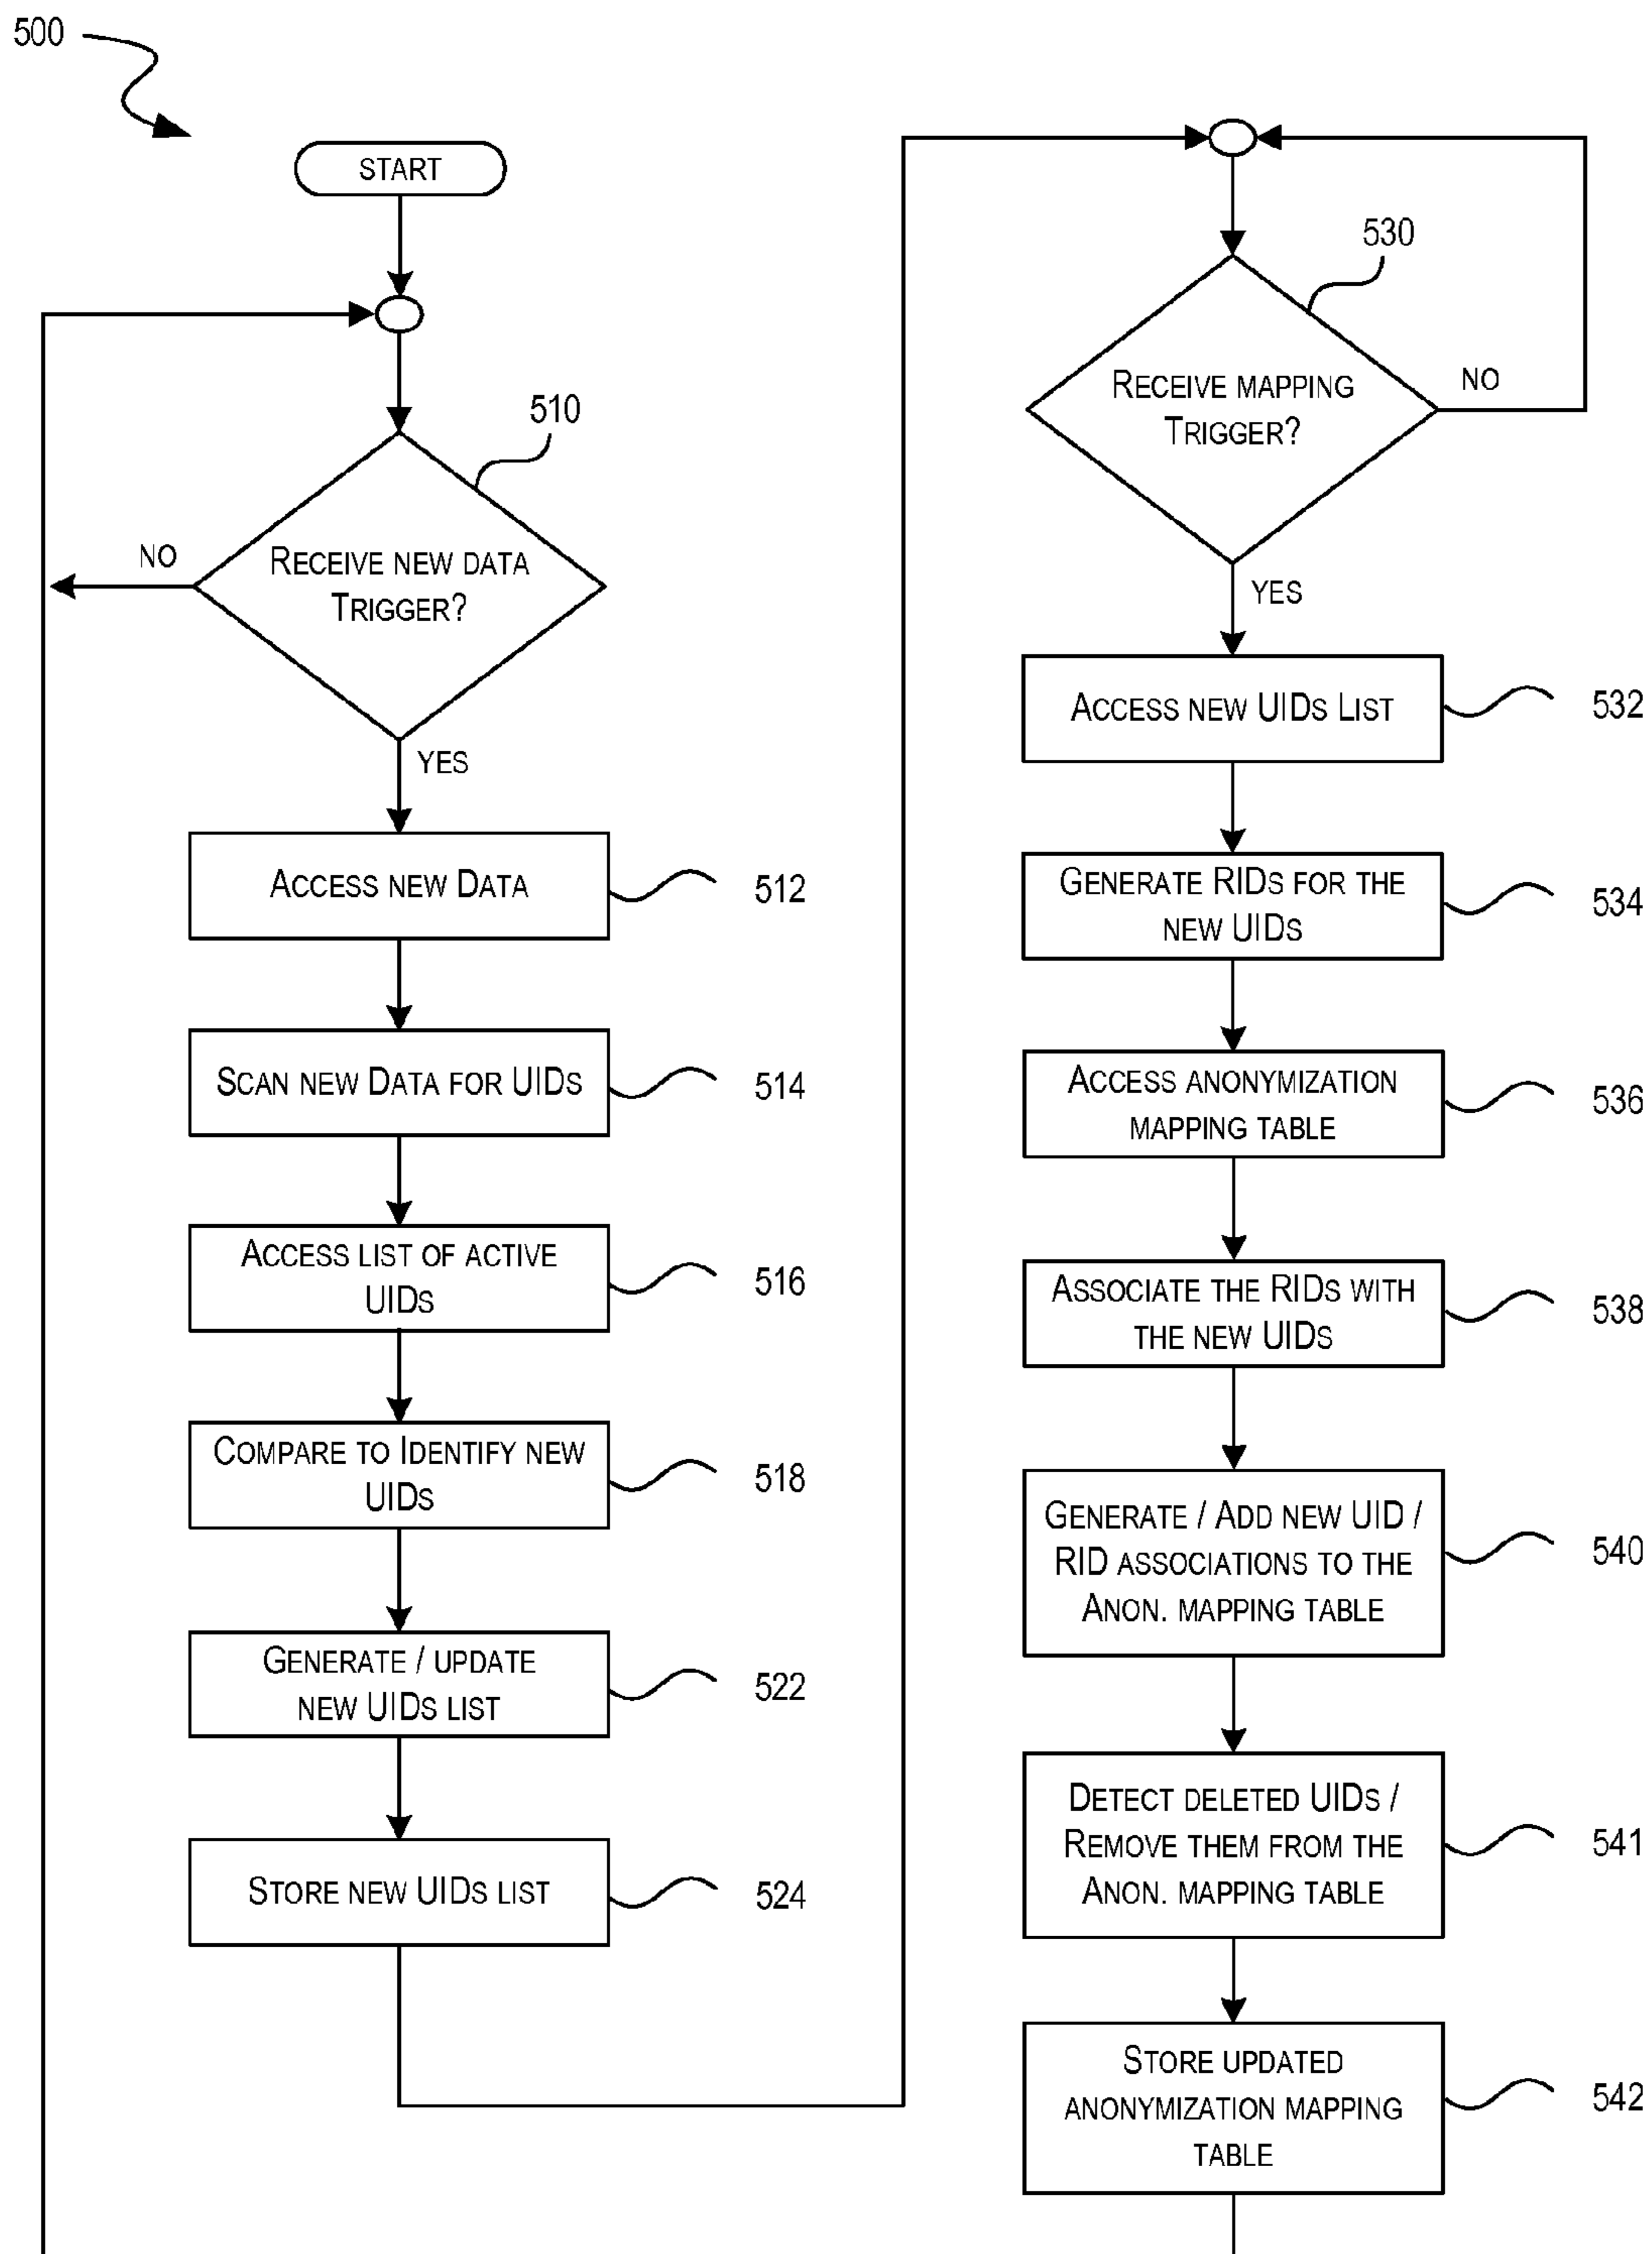 500
START
510
RECEIVE NEW DATA
TRIGGER?
NO
YES
ACCESS NEW DATA
512
SCAN NEW DATA FOR UIDS
514
ACCESS LIST OF ACTIVE
UIDS
516
COMPARE TO IDENTIFY NEW
UIDS
518
GENERATE / UPDATE
NEW UIDS LIST
522
STORE NEW UIDS LIST
524
530
RECEIVE MAPPING
TRIGGER?
NO
YES
ACCESS NEW UIDS LIST
532
GENERATE RIDS FOR THE
NEW UIDS
534
ACCESS ANONYMIZATION
MAPPING TABLE
536
ASSOCIATE THE RIDS WITH
THE NEW UIDS
538
GENERATE / ADD NEW UID /
RID ASSOCIATIONS TO THE
ANON. MAPPING TABLE
540
DETECT DELETED UIDS /
REMOVE THEM FROM THE
ANON. MAPPING TABLE
541
STORE UPDATED
ANONYMIZATION MAPPING
TABLE
542